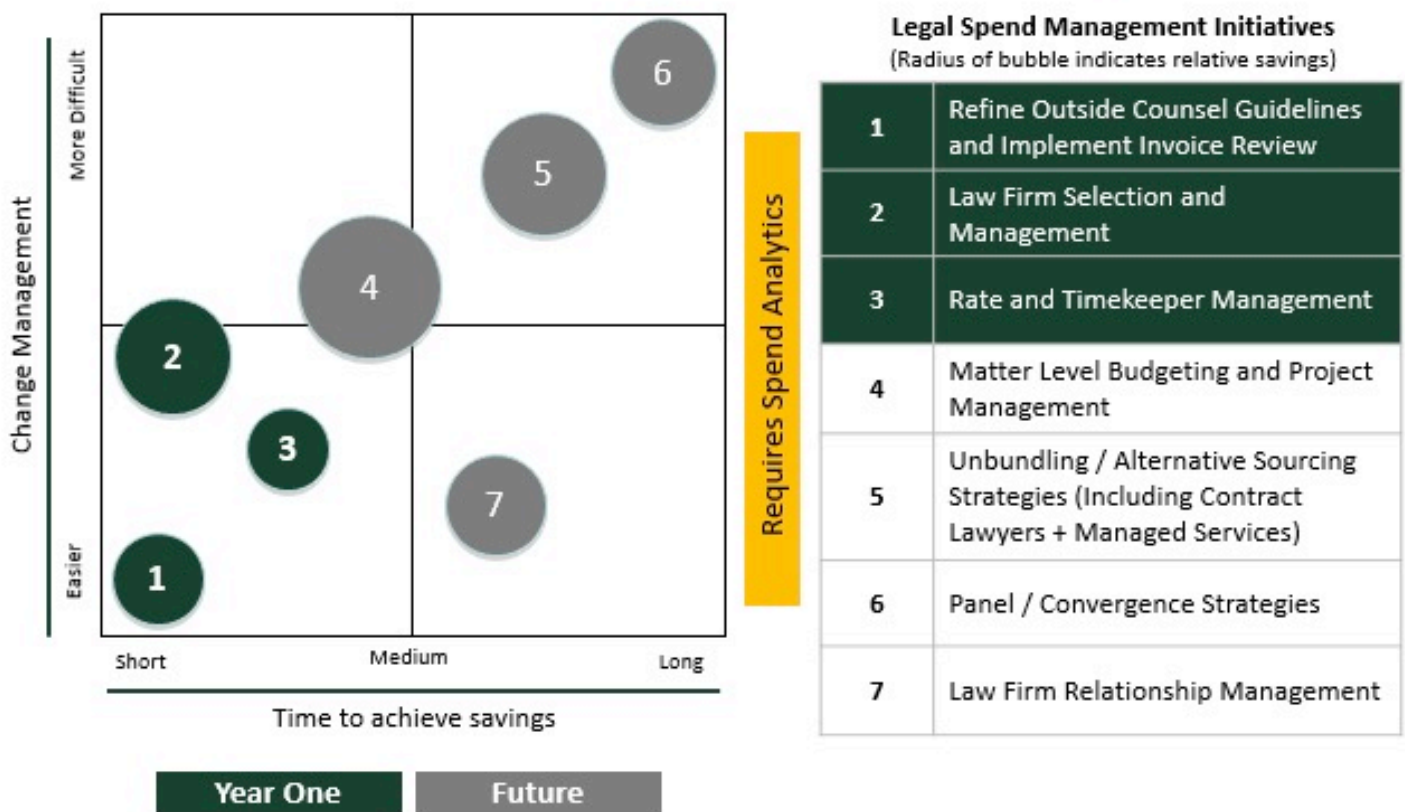 Change Management
More Difficult
Easier
6
5
4
2
3
7
1
Short
Medium
Long
Time to achieve savings
Year One
Future
Requires Spend Analytics
Legal Spend Management Initiatives
(Radius of bubble indicates relative savings)
1
Refine Outside Counsel Guidelines
and Implement Invoice Review
2
Law Firm Selection and
Management
3
Rate and Timekeeper Management
4
Matter Level Budgeting and Project
Management
5
Unbundling / Alternative Sourcing
Strategies (Including Contract
Lawyers + Managed Services)
6
Panel / Convergence Strategies
7
Law Firm Relationship Management